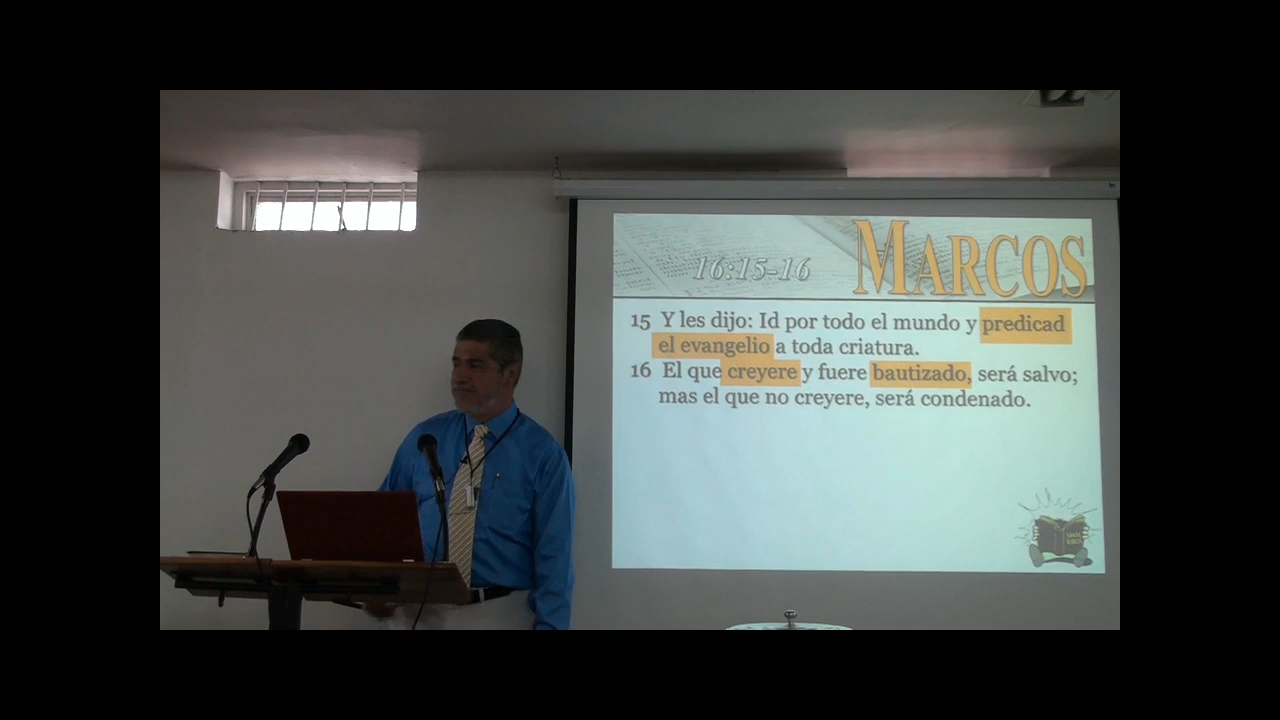 16:15-16 MARCOS
15 Y les dijo: Id por todo el mundo y predicad
el evangelio a toda criatura.
16 El que creyere y fuere bautizado, será salvo;
mas el que no creyere, será condenado.